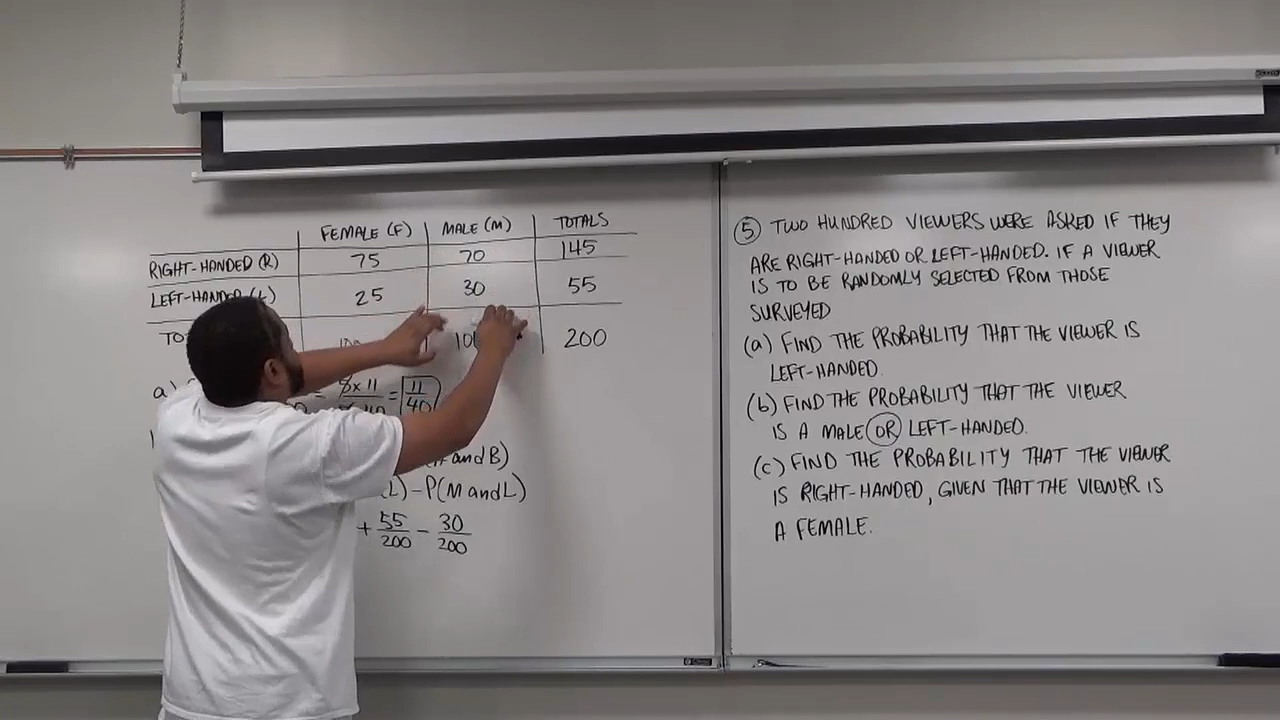 FEMALE (F) MALE (M) TOTALS
RIGHT-HANDED (R) 75 70 145
LEFT-HANDED (L) 25 30 55
200
a)
= 8 x 11 = 11
40
and B)
L) - P(M and L)
+ 55 - 30
200 200
⑤ TWO HUNDRED VIEWERS WERE ASKED IF THEY
ARE RIGHT-HANDED OR LEFT-HANDED. IF A VIEWER
IS TO BE RANDOMLY SELECTED FROM THOSE
SURVEYED
(a) FIND THE PROBABILITY THAT THE VIEWER IS
LEFT-HANDED.
(b) FIND THE PROBABILITY THAT THE VIEWER
IS A MALE OR LEFT-HANDED.
(c) FIND THE PROBABILITY THAT THE VIEWER
IS RIGHT-HANDED, GIVEN THAT THE VIEWER IS
A FEMALE.